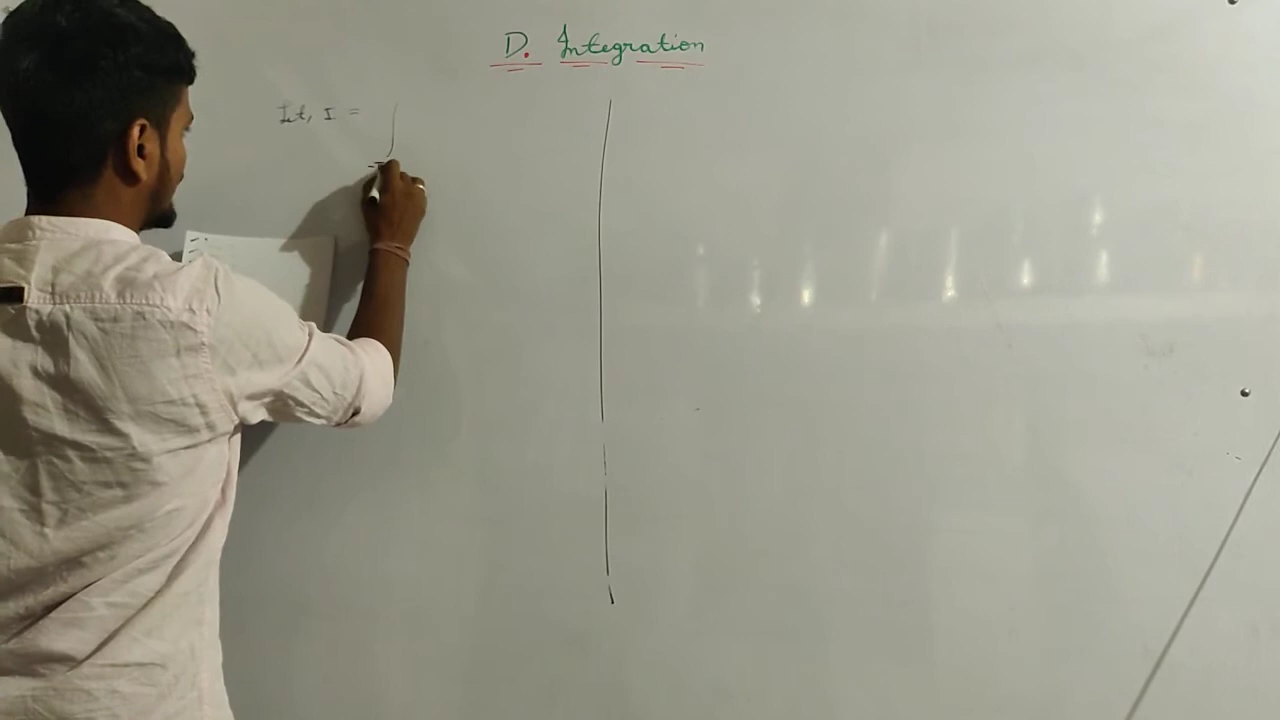 D. Integration
Let, I = ∫